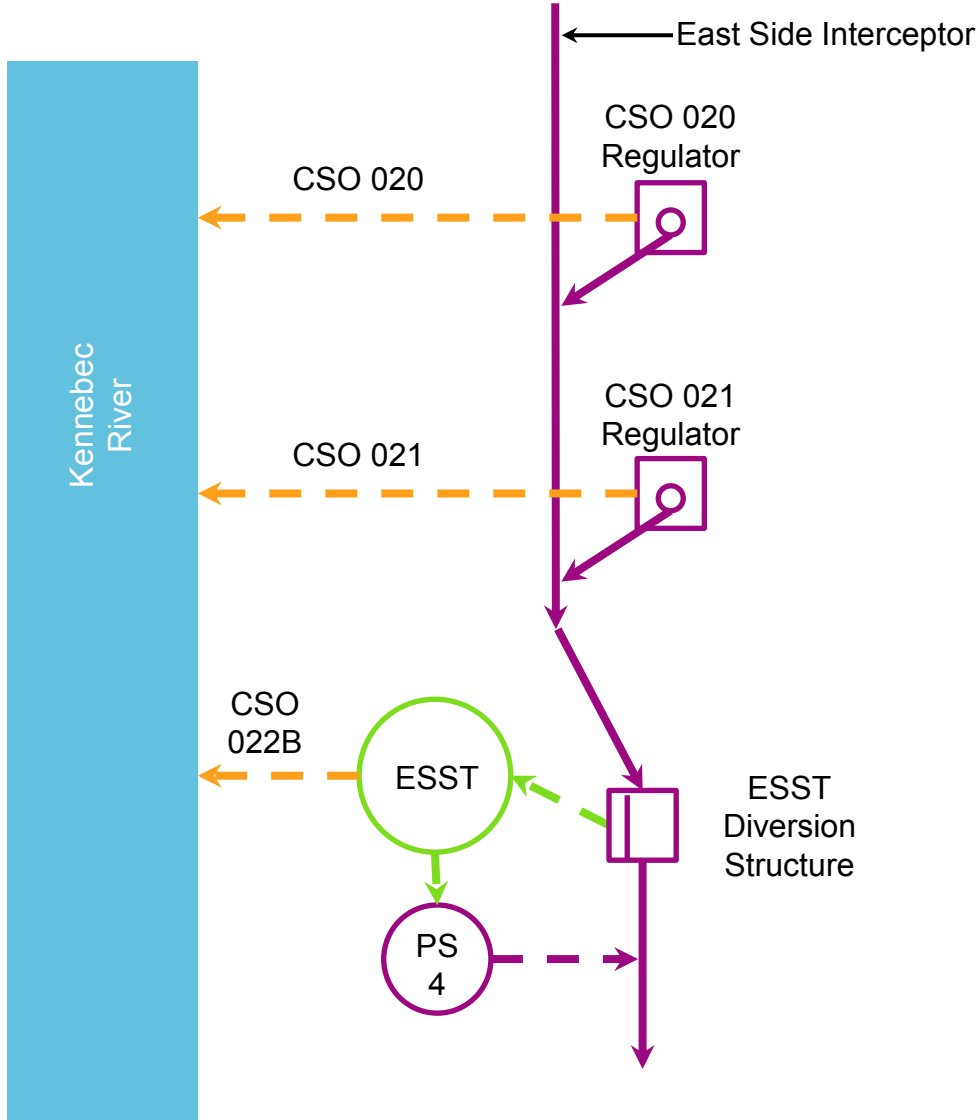 East Side Interceptor
CSO 020
Regulator
CSO 020
Kennebec
River
CSO 021
Regulator
CSO 021
CSO
022B
ESST
ESST
Diversion
Structure
PS
4